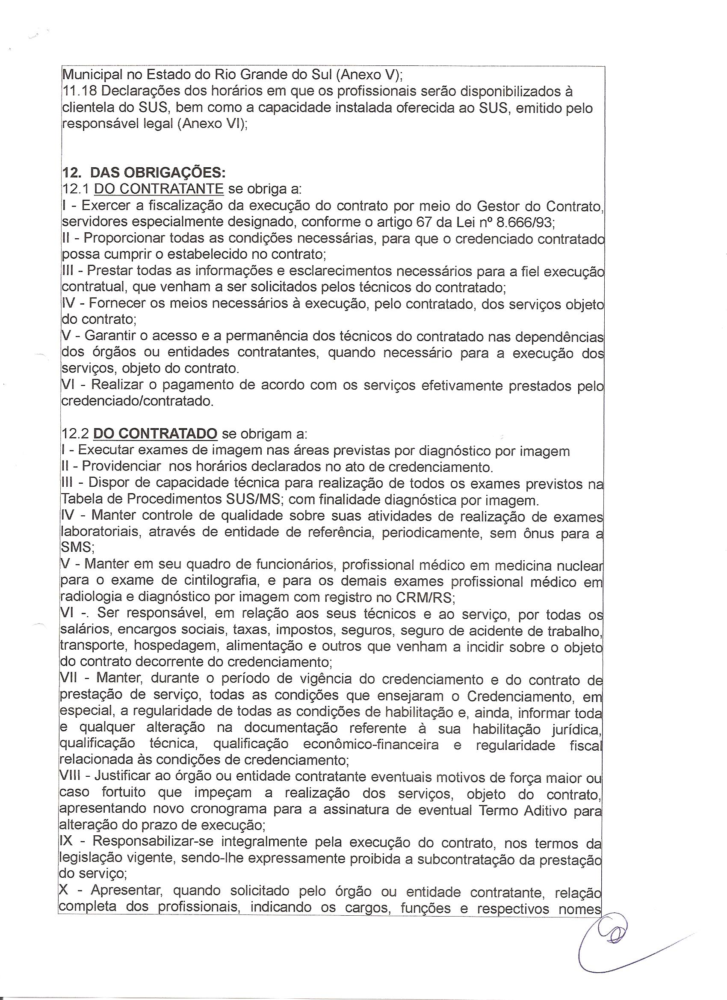 Municipal no Estado do Rio Grande do Sul (Anexo V);
11.18 Declarações dos horários em que os profissionais serão disponibilizados à
clientela do SUS, bem como a capacidade instalada oferecida ao SUS, emitido pelo
responsável legal (Anexo VI);
12. DAS OBRIGAÇÕES:
12.1 DO CONTRATANTE se obriga a:
I - Exercer a fiscalização da execução do contrato por meio do Gestor do Contrato,
servidores especialmente designado, conforme o artigo 67 da Lei nº 8.666/93;
II - Proporcionar todas as condições necessárias, para que o credenciado contratado
possa cumprir o estabelecido no contrato;
III - Prestar todas as informações e esclarecimentos necessários para a fiel execução
contratual, que venham a ser solicitados pelos técnicos do contratado;
IV - Fornecer os meios necessários à execução, pelo contratado, dos serviços objeto
do contrato;
V - Garantir o acesso e a permanência dos técnicos do contratado nas dependências
dos órgãos ou entidades contratantes, quando necessário para a execução dos
serviços, objeto do contrato.
VI - Realizar o pagamento de acordo com os serviços efetivamente prestados pelo
credenciado/contratado.
12.2 DO CONTRATADO se obrigam a:
I - Executar exames de imagem nas áreas previstas por diagnóstico por imagem
II - Providenciar nos horários declarados no ato de credenciamento.
III - Dispor de capacidade técnica para realização de todos os exames previstos na
Tabela de Procedimentos SUS/MS; com finalidade diagnóstica por imagem.
IV - Manter controle de qualidade sobre suas atividades de realização de exames
laboratoriais, através de entidade de referência, periodicamente, sem ônus para a
SMS;
V - Manter em seu quadro de funcionários, profissional médico em medicina nuclear
para o exame de cintilografia, e para os demais exames profissional médico em
radiologia e diagnóstico por imagem com registro no CRM/RS;
VI -. Ser responsável, em relação aos seus técnicos e ao serviço, por todas os
salários, encargos sociais, taxas, impostos, seguros, seguro de acidente de trabalho,
transporte, hospedagem, alimentação e outros que venham a incidir sobre o objeto
do contrato decorrente do credenciamento;
VII - Manter, durante o período de vigência do credenciamento e do contrato de
prestação de serviço, todas as condições que ensejaram o Credenciamento, em
especial, a regularidade de todas as condições de habilitação e, ainda, informar toda
e qualquer alteração na documentação referente à sua habilitação jurídica,
qualificação técnica, qualificação econômico-financeira e regularidade fiscal
relacionada às condições de credenciamento;
VIII - Justificar ao órgão ou entidade contratante eventuais motivos de força maior ou
caso fortuito que impeçam a realização dos serviços, objeto do contrato,
apresentando novo cronograma para a assinatura de eventual Termo Aditivo para
alteração do prazo de execução;
IX - Responsabilizar-se integralmente pela execução do contrato, nos termos da
legislação vigente, sendo-lhe expressamente proibida a subcontratação da prestação
do serviço;
X - Apresentar, quando solicitado pelo órgão ou entidade contratante, relação
completa dos profissionais, indicando os cargos, funções e respectivos nomes